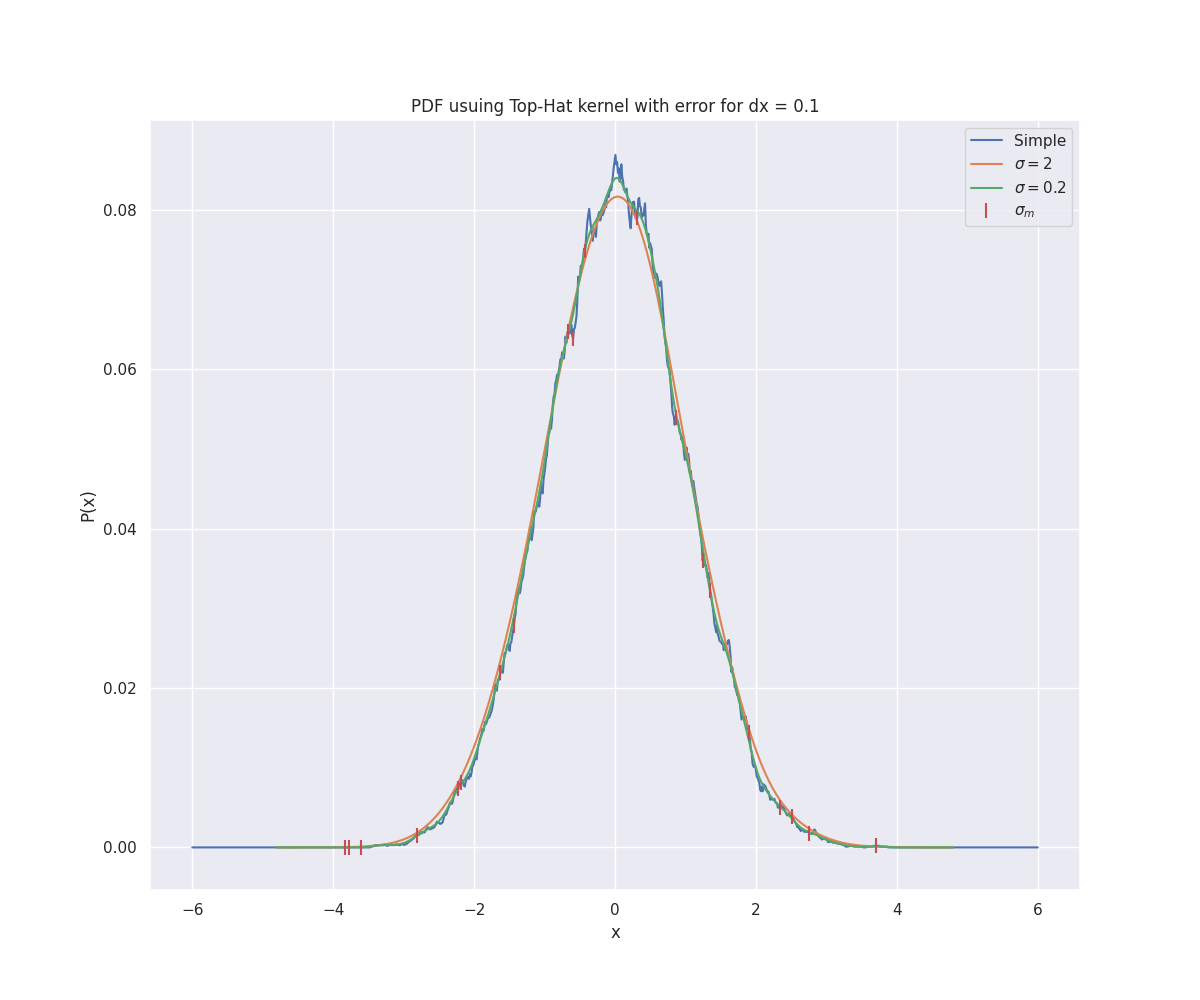 PDF usuing Top-Hat kernel with error for dx = 0.1
Simple
σ = 2
σ = 0.2
σₘ
P(x)
0.08
0.06
0.04
0.02
0.00
−6 −4 −2 0 2 4 6
x